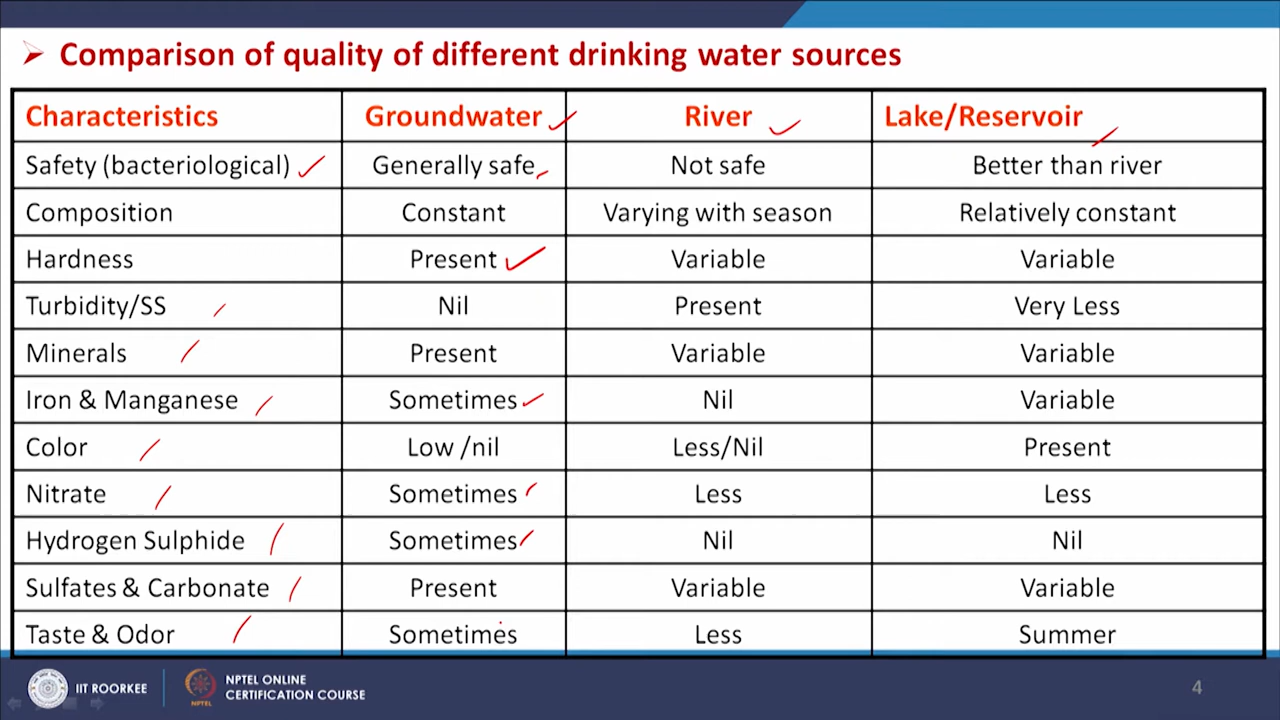 Comparison of quality of different drinking water sources
Characteristics Groundwater River Lake/Reservoir
Safety (bacteriological) Generally safe Not safe Better than river
Composition Constant Varying with season Relatively constant
Hardness Present Variable Variable
Turbidity/SS Nil Present Very Less
Minerals Present Variable Variable
Iron & Manganese Sometimes Nil Variable
Color Low /nil Less/Nil Present
Nitrate Sometimes Less Less
Hydrogen Sulphide Sometimes Nil Nil
Sulfates & Carbonate Present Variable Variable
Taste & Odor Sometimes Less Summer
IIT ROORKEE
NPTEL
NPTEL ONLINE
CERTIFICATION COURSE
4